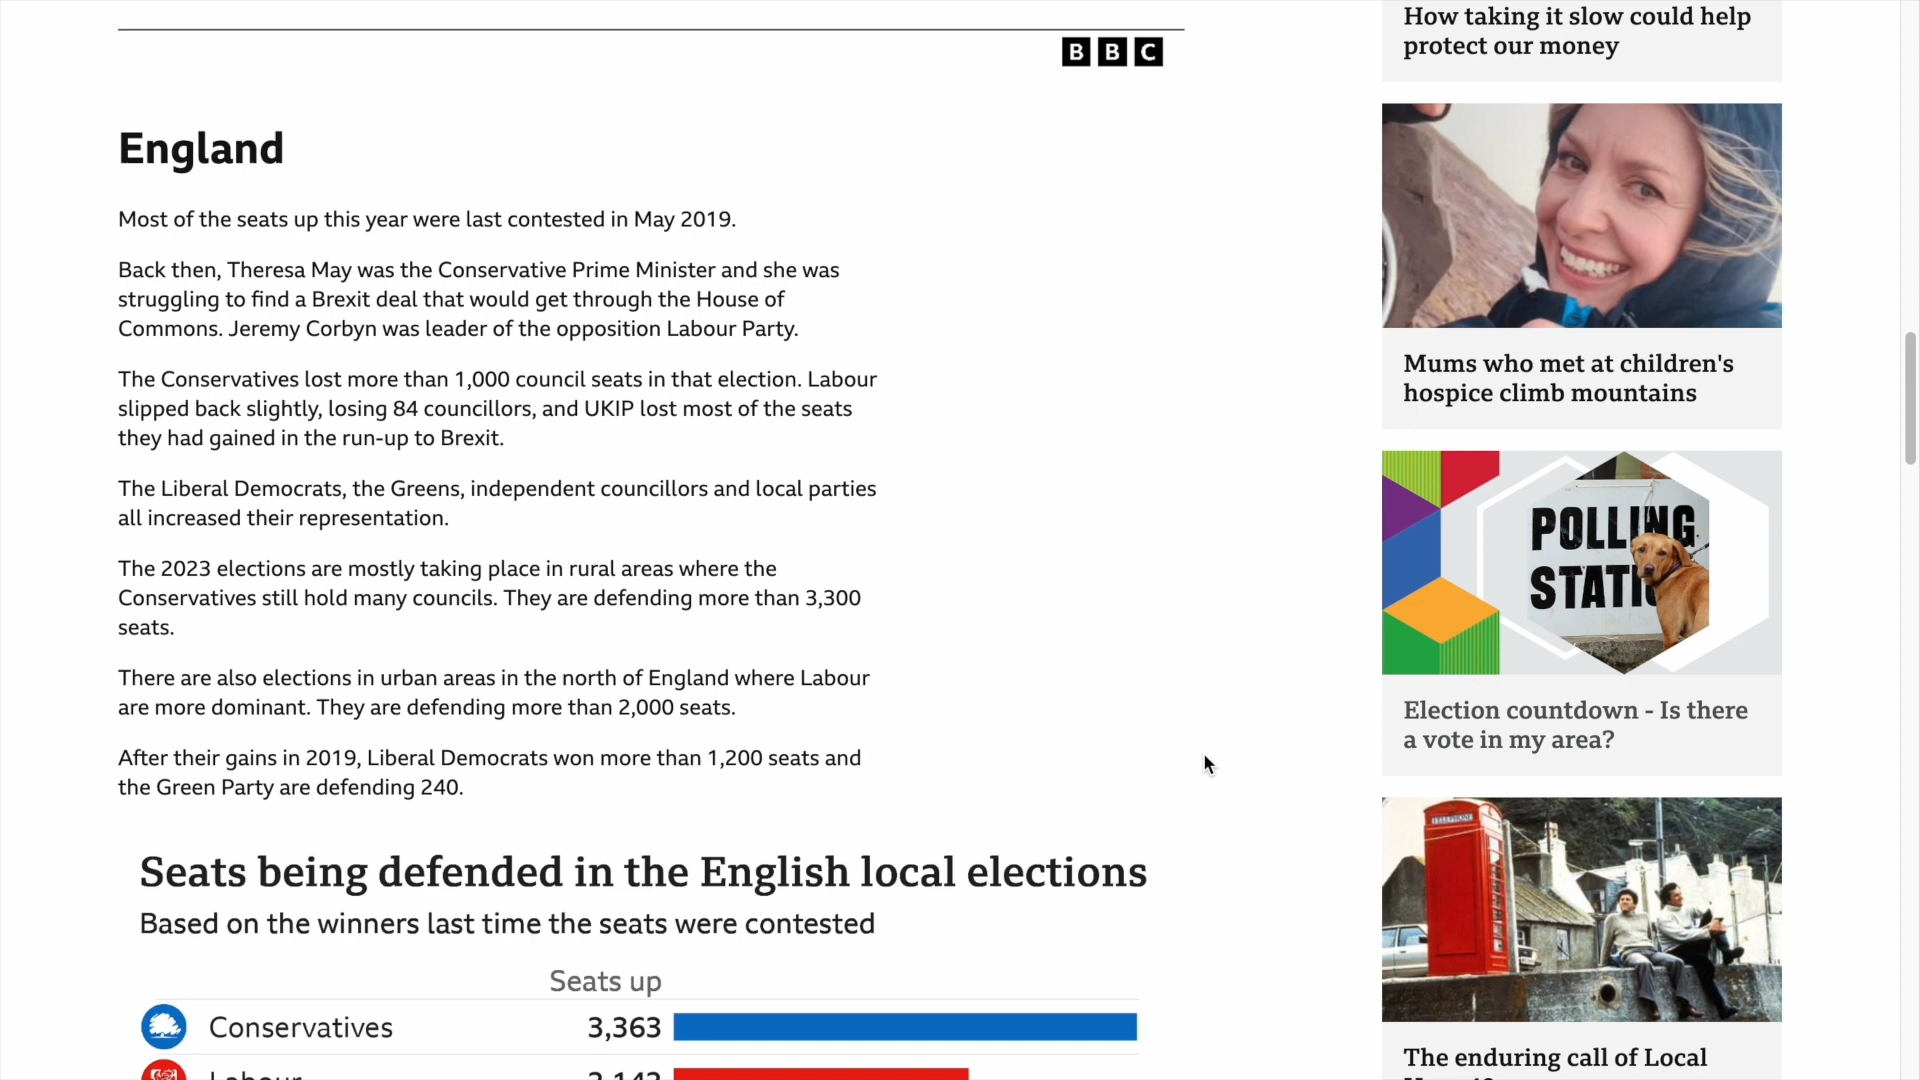 BBC
England
Most of the seats up this year were last contested in May 2019.
Back then, Theresa May was the Conservative Prime Minister and she was
struggling to find a Brexit deal that would get through the House of
Commons. Jeremy Corbyn was leader of the opposition Labour Party.
The Conservatives lost more than 1,000 council seats in that election. Labour
slipped back slightly, losing 84 councillors, and UKIP lost most of the seats
they had gained in the run-up to Brexit.
The Liberal Democrats, the Greens, independent councillors and local parties
all increased their representation.
The 2023 elections are mostly taking place in rural areas where the
Conservatives still hold many councils. They are defending more than 3,300
seats.
There are also elections in urban areas in the north of England where Labour
are more dominant. They are defending more than 2,000 seats.
After their gains in 2019, Liberal Democrats won more than 1,200 seats and
the Green Party are defending 240.
Seats being defended in the English local elections
Based on the winners last time the seats were contested
Seats up
Conservatives 3,363
Labour
How taking it slow could help
protect our money
Mums who met at children's
hospice climb mountains
POLLING
STATI
Election countdown - Is there
a vote in my area?
TELEPHONE
The enduring call of Local